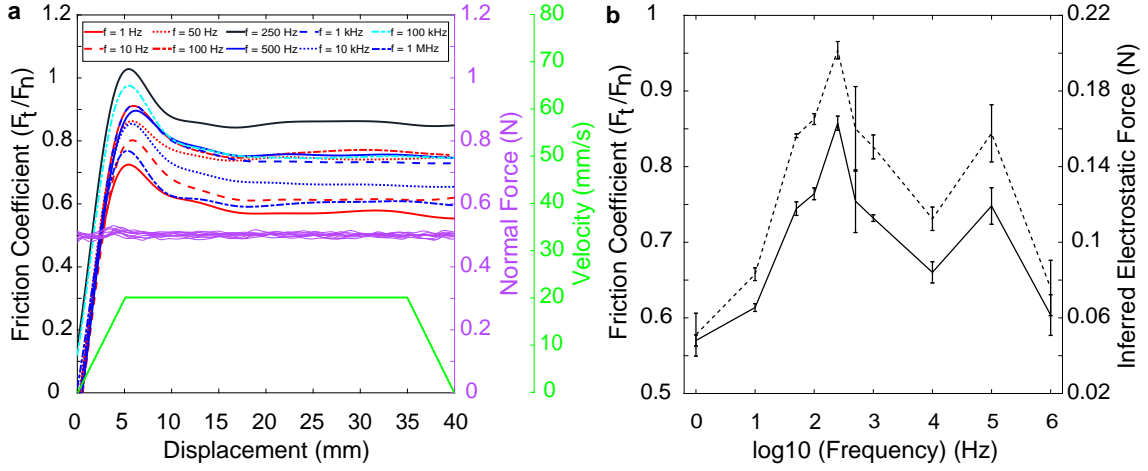 a
b
1.2
1
0.8
0.6
0.4
0.2
0
Friction Coefficient (Ft/Fn)
f = 1 Hz
f = 10 Hz
f = 50 Hz
f = 100 Hz
f = 250 Hz
f = 500 Hz
f = 1 kHz
f = 10 kHz
f = 100 kHz
f = 1 MHz
0 5 10 15 20 25 30 35 40
Displacement (mm)
1.2
1
0.8
0.6
0.4
0.2
0
Normal Force (N)
80
70
60
50
40
30
20
10
0
Velocity (mm/s)
1
0.9
0.8
0.7
0.6
0.5
Friction Coefficient (Ft/Fn)
0 1 2 3 4 5 6
log10 (Frequency) (Hz)
0.22
0.18
0.14
0.1
0.06
0.02
Inferred Electrostatic Force (N)